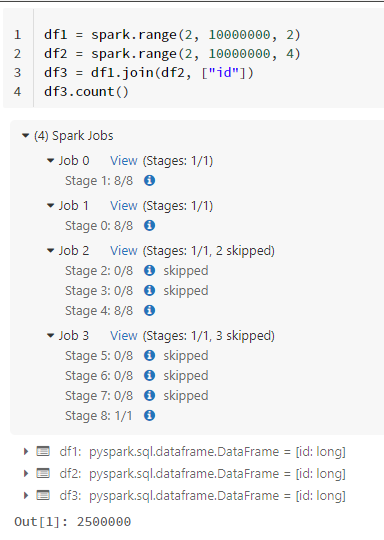 1 df1 = spark.range(2, 10000000, 2)
2 df2 = spark.range(2, 10000000, 4)
3 df3 = df1.join(df2, ["id"])
4 df3.count()
(4) Spark Jobs
Job 0 View (Stages: 1/1)
Stage 1: 8/8
Job 1 View (Stages: 1/1)
Stage 0: 8/8
Job 2 View (Stages: 1/1, 2 skipped)
Stage 2: 0/8 skipped
Stage 3: 0/8 skipped
Stage 4: 8/8
Job 3 View (Stages: 1/1, 3 skipped)
Stage 5: 0/8 skipped
Stage 6: 0/8 skipped
Stage 7: 0/8 skipped
Stage 8: 1/1
df1: pyspark.sql.dataframe.DataFrame = [id: long]
df2: pyspark.sql.dataframe.DataFrame = [id: long]
df3: pyspark.sql.dataframe.DataFrame = [id: long]
Out[1]: 2500000